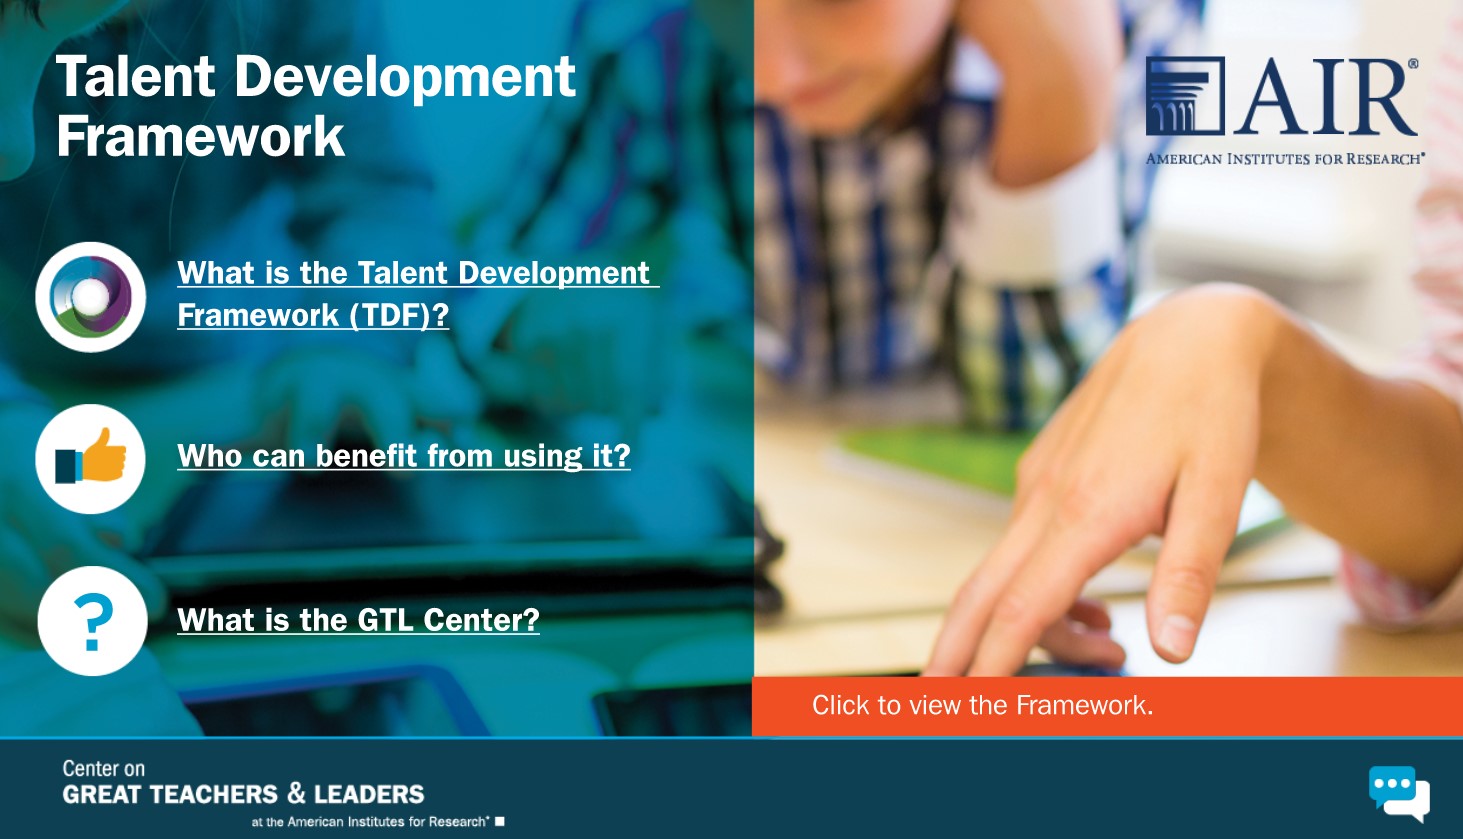 Talent Development
Framework
What is the Talent Development
Framework (TDF)?
Who can benefit from using it?
?
What is the GTL Center?
AIR®
AMERICAN INSTITUTES FOR RESEARCH®
Click to view the Framework.
Center on
GREAT TEACHERS & LEADERS
at the American Institutes for Research®